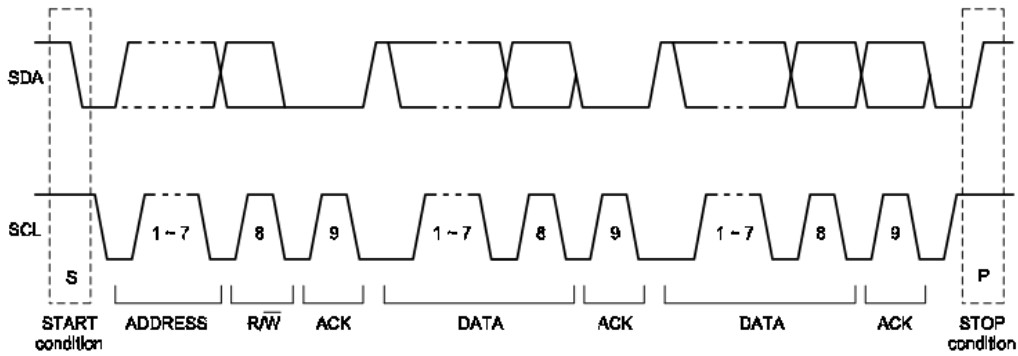 SDA
SCL
1 ~ 7 8 9 1 ~ 7 8 9 1 ~ 7 8 9
S P
START condition
ADDRESS R/W̅ ACK DATA ACK DATA ACK
STOP condition